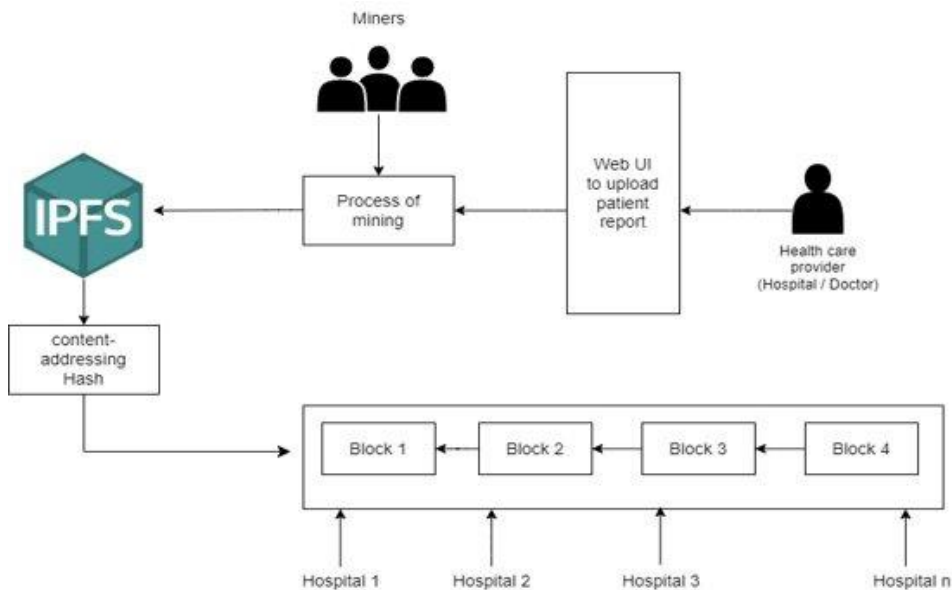 Miners
Web UI
to upload
patient
report
Process of
mining
IPFS
Health care
provider
(Hospital / Doctor)
content-
addressing
Hash
Block 1
Block 2
Block 3
Block 4
Hospital 1
Hospital 2
Hospital 3
Hospital n